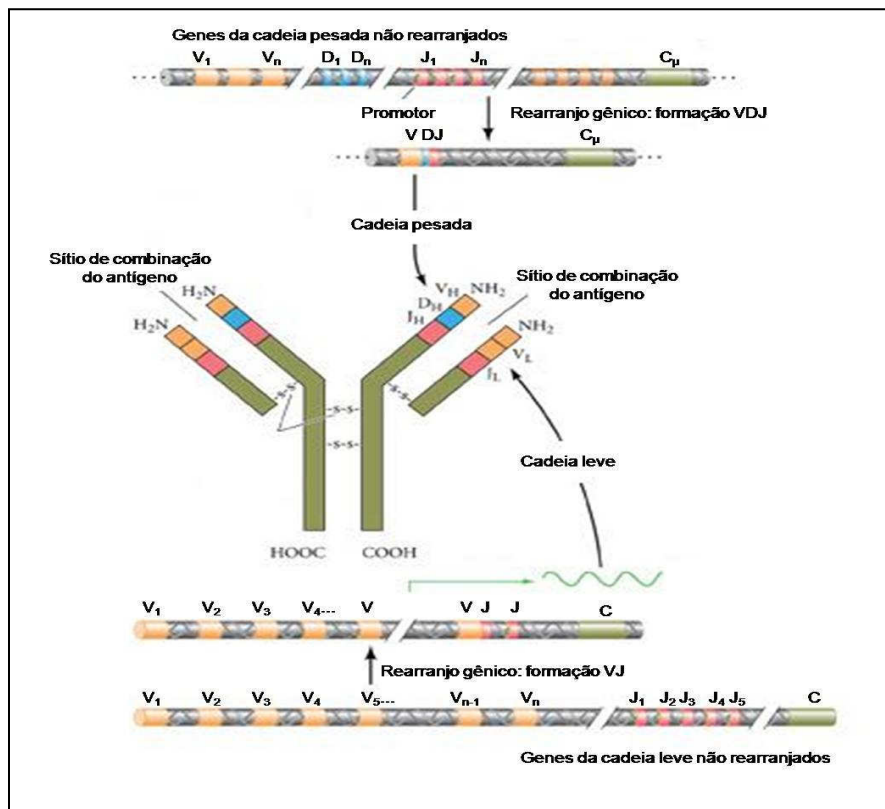 Genes da cadeia pesada não rearranjados
V1 Vn D1 Dn J1 Jn Cμ
Promotor
Rearranjo gênico: formação VDJ
V DJ Cμ
Cadeia pesada
Sítio de combinação
do antígeno
Sítio de combinação
do antígeno
H2N
H2N
VH NH2
DH
JH
NH2
VL
JL
-s-s-
-s-s-
-s-s-
-s-s-
Cadeia leve
HOOC COOH
V1 V2 V3 V4--- V V J J C
Rearranjo gênico: formação VJ
V1 V2 V3 V4 V5--- Vn-1 Vn J1 J2 J3 J4 J5 C
Genes da cadeia leve não rearranjados